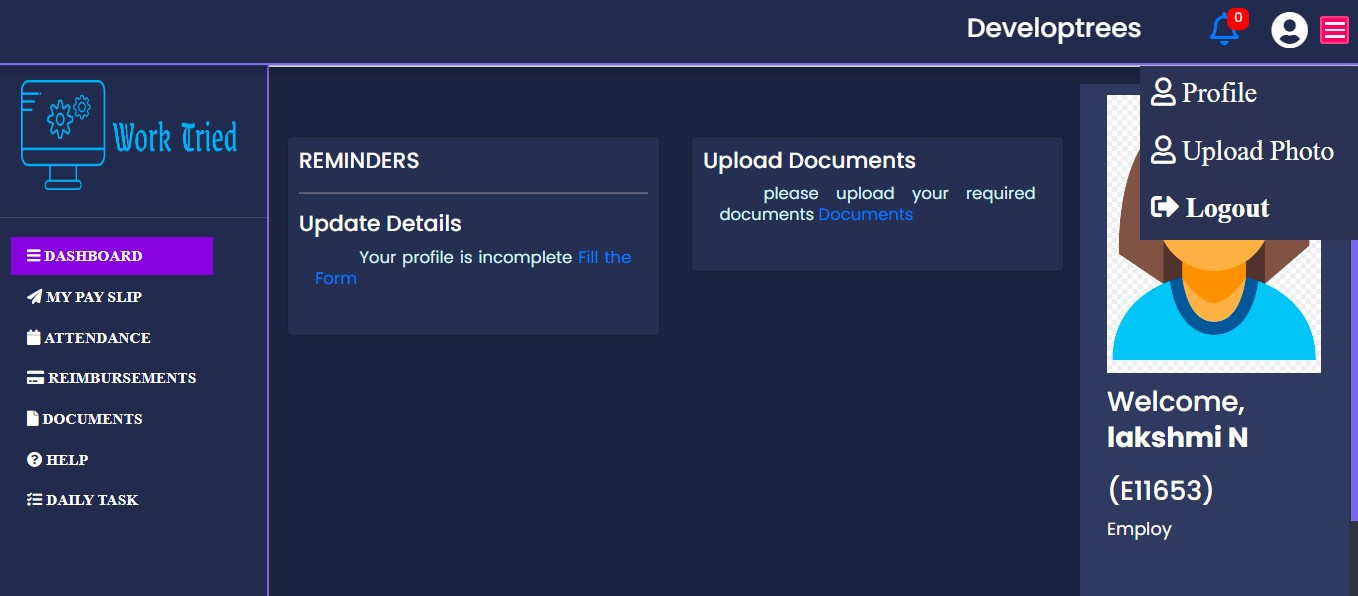 Developtrees
0
Work Tried
DASHBOARD
MY PAY SLIP
ATTENDANCE
REIMBURSEMENTS
DOCUMENTS
HELP
DAILY TASK
REMINDERS
Update Details
Your profile is incomplete Fill the
Form
Upload Documents
please upload your required
documents Documents
Profile
Upload Photo
Logout
Welcome,
lakshmi N
(E11653)
Employ